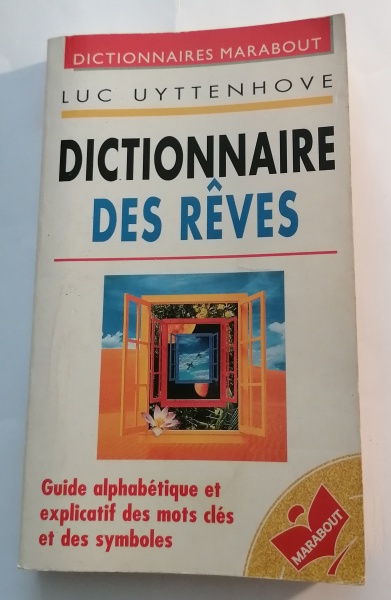 DICTIONNAIRES MARABOUT
LUC UYTTENHOVE
DICTIONNAIRE
DES RÊVES
Guide alphabétique et
explicatif des mots clés
et des symboles
MARABOUT